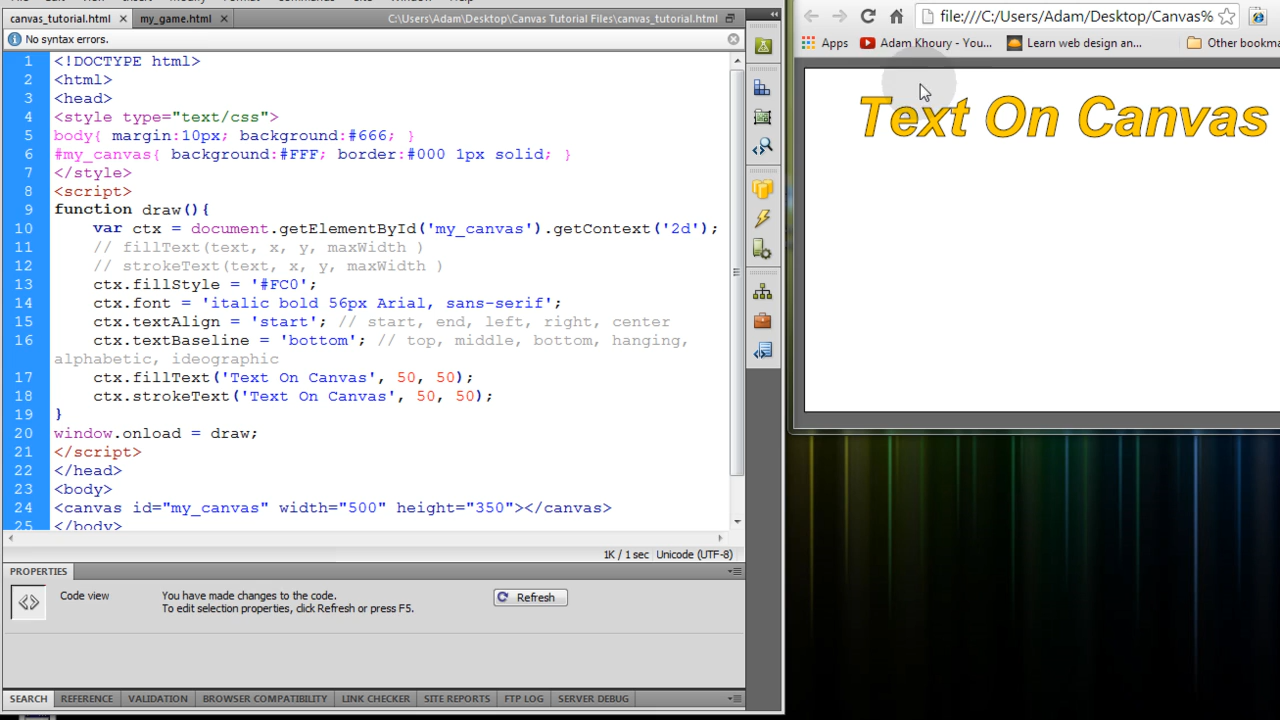 canvas_tutorial.html
my_game.html
C:\Users\Adam\Desktop\Canvas Tutorial Files\canvas_tutorial.html
No syntax errors.
1 <!DOCTYPE html>
2 <html>
3 <head>
4 <style type="text/css">
5 body{ margin:10px; background:#666; }
6 #my_canvas{ background:#FFF; border:#000 1px solid; }
7 </style>
8 <script>
9 function draw(){
10 var ctx = document.getElementById('my_canvas').getContext('2d');
11 // fillText(text, x, y, maxWidth )
12 // strokeText(text, x, y, maxWidth )
13 ctx.fillStyle = '#FC0';
14 ctx.font = 'italic bold 56px Arial, sans-serif';
15 ctx.textAlign = 'start'; // start, end, left, right, center
16 ctx.textBaseline = 'bottom'; // top, middle, bottom, hanging,
alphabetic, ideographic
17 ctx.fillText('Text On Canvas', 50, 50);
18 ctx.strokeText('Text On Canvas', 50, 50);
19 }
20 window.onload = draw;
21 </script>
22 </head>
23 <body>
24 <canvas id="my_canvas" width="500" height="350"></canvas>
25 </body>
1K / 1 sec Unicode (UTF-8)
PROPERTIES
Code view
You have made changes to the code.
To edit selection properties, click Refresh or press F5.
Refresh
SEARCH REFERENCE VALIDATION BROWSER COMPATIBILITY LINK CHECKER SITE REPORTS FTP LOG SERVER DEBUG
file:///C:/Users/Adam/Desktop/Canvas%
Apps Adam Khoury - You... Learn web design an... Other bookma
Text On Canvas